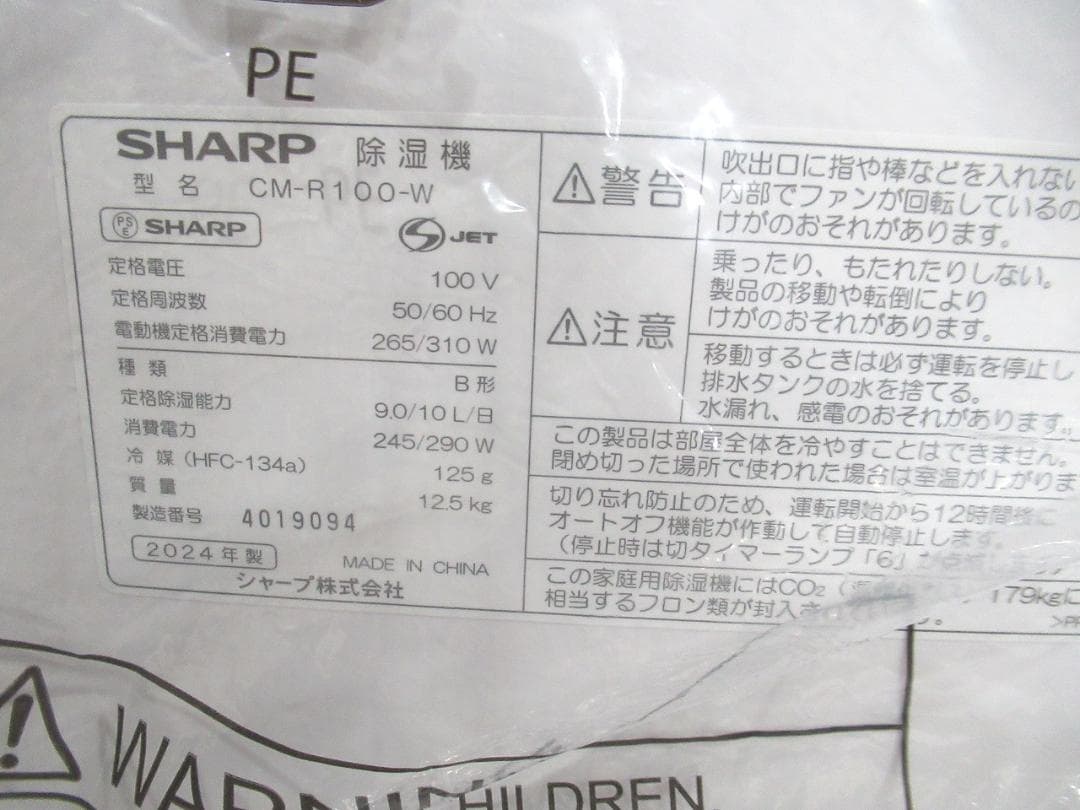 PE
SHARP 除湿機
型名 CM-R100-W
PSE SHARP
S JET
定格電圧 100 V
定格周波数 50/60 Hz
電動機定格消費電力 265/310 W
種類 B形
定格除湿能力 9.0/10 L/日
消費電力 245/290 W
冷媒(HFC-134a) 125 g
質量 12.5 kg
製造番号 4019094
2024年製 MADE IN CHINA
シャープ株式会社
⚠警告
吹出口に指や棒などを入れない
内部でファンが回転しているの
けがのおそれがあります。
⚠注意
乗ったり、もたれたりしない。
製品の移動や転倒により
けがのおそれがあります。
移動するときは必ず運転を停止し
排水タンクの水を捨てる。
水漏れ、感電のおそれがあります。
この製品は部屋全体を冷やすことはできません。
閉め切った場所で使われた場合は室温が上がりま
切り忘れ防止のため、運転開始から12時間後に
オートオフ機能が作動して自動停止します。
(停止時は切タイマーランプ「6」が
この家庭用除湿機にはCO₂ ( 179kgに
相当するフロン類が封入
>PP
WARNING
CHILDREN.